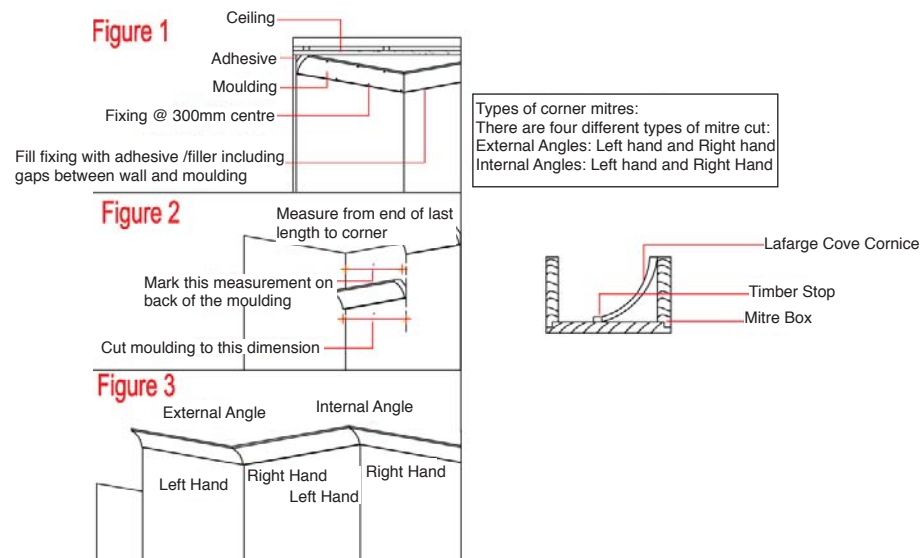 Figure 1
Ceiling
Adhesive
Moulding
Fixing @ 300mm centre
Fill fixing with adhesive /filler including
gaps between wall and moulding
Types of corner mitres:
There are four different types of mitre cut:
External Angles: Left hand and Right hand
Internal Angles: Left hand and Right Hand
Figure 2
Measure from end of last
length to corner
Mark this measurement on
back of the moulding
Cut moulding to this dimension
Lafarge Cove Cornice
Timber Stop
Mitre Box
Figure 3
External Angle
Internal Angle
Left Hand
Right Hand
Left Hand
Right Hand